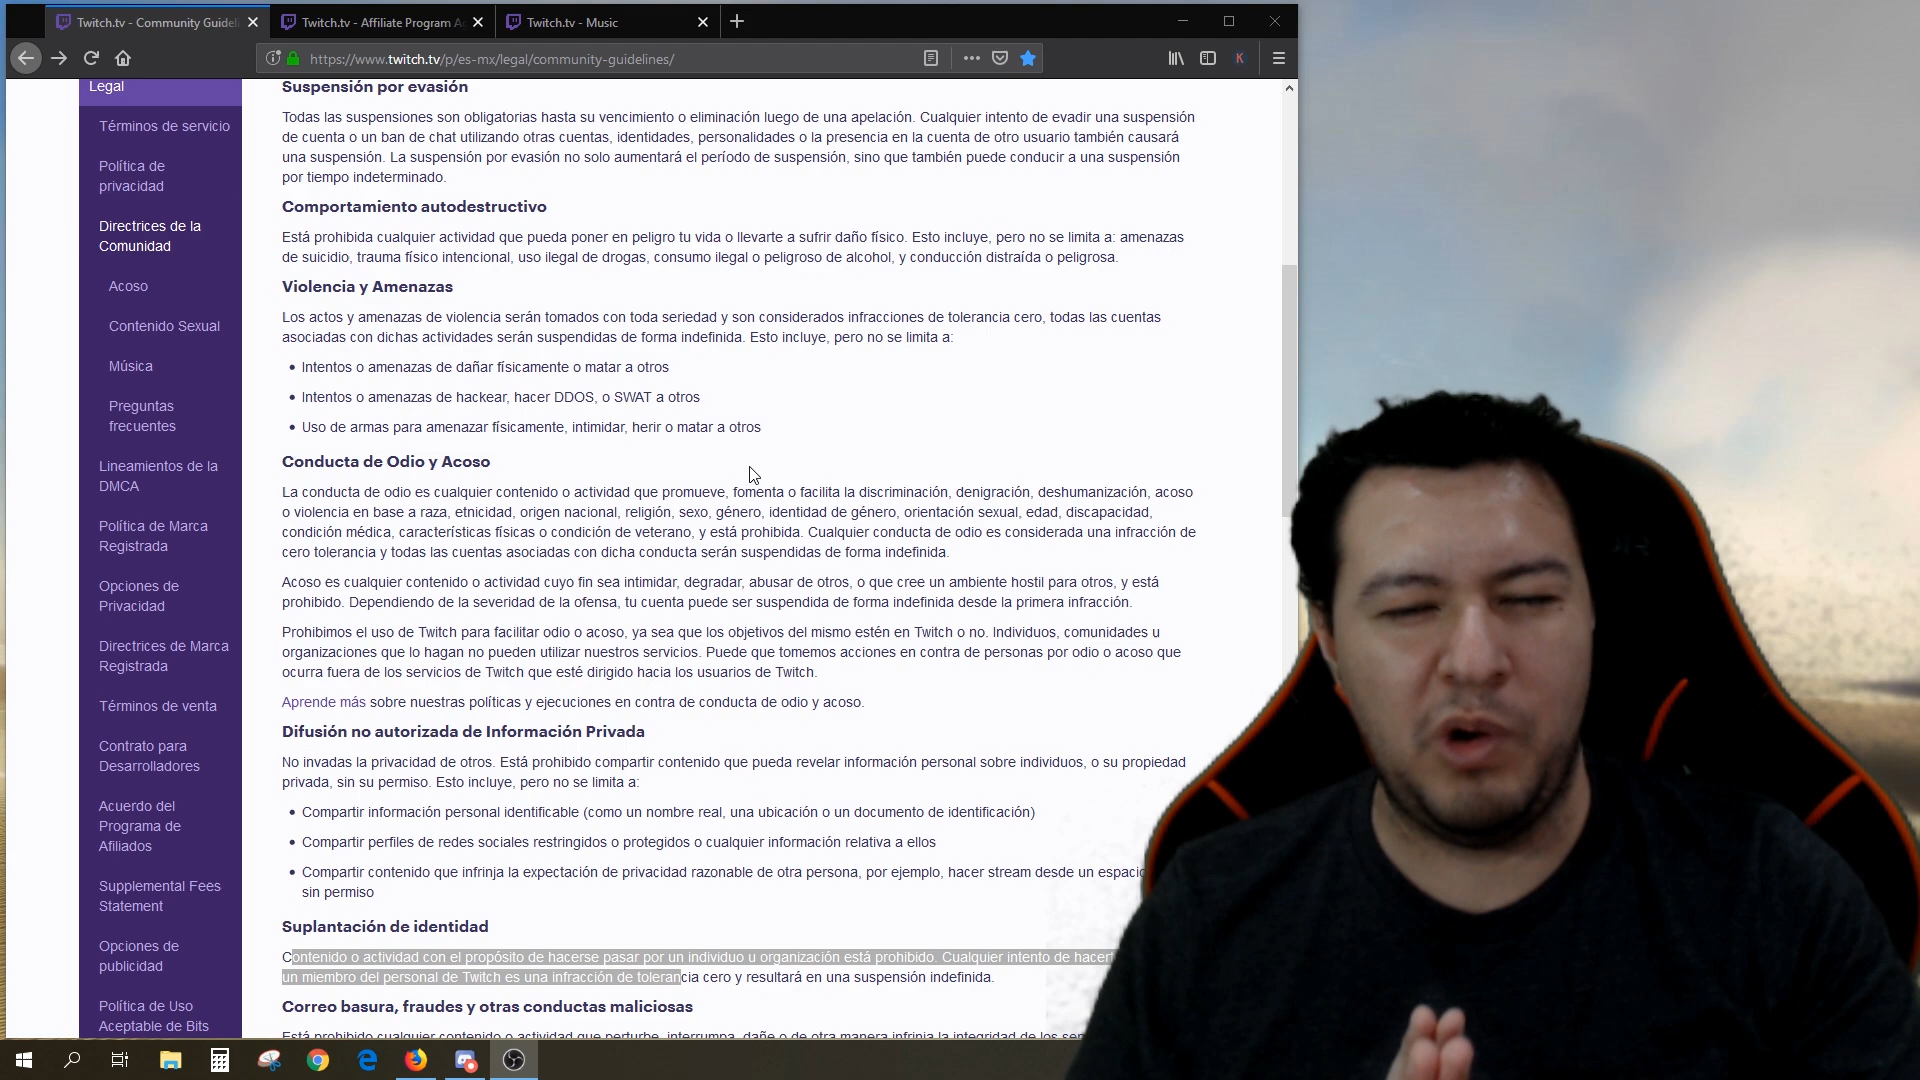 Twitch.tv - Community Guideli
Twitch.tv - Affiliate Program A
Twitch.tv - Music
https://www.twitch.tv/p/es-mx/legal/community-guidelines/
K
Legal
Términos de servicio
Política de
privacidad
Directrices de la
Comunidad
Acoso
Contenido Sexual
Música
Preguntas
frecuentes
Lineamientos de la
DMCA
Política de Marca
Registrada
Opciones de
Privacidad
Directrices de Marca
Registrada
Términos de venta
Contrato para
Desarrolladores
Acuerdo del
Programa de
Afiliados
Supplemental Fees
Statement
Opciones de
publicidad
Política de Uso
Aceptable de Bits
Suspensión por evasión
Todas las suspensiones son obligatorias hasta su vencimiento o eliminación luego de una apelación. Cualquier intento de evadir una suspensión
de cuenta o un ban de chat utilizando otras cuentas, identidades, personalidades o la presencia en la cuenta de otro usuario también causará
una suspensión. La suspensión por evasión no solo aumentará el período de suspensión, sino que también puede conducir a una suspensión
por tiempo indeterminado.
Comportamiento autodestructivo
Está prohibida cualquier actividad que pueda poner en peligro tu vida o llevarte a sufrir daño físico. Esto incluye, pero no se limita a: amenazas
de suicidio, trauma físico intencional, uso ilegal de drogas, consumo ilegal o peligroso de alcohol, y conducción distraída o peligrosa.
Violencia y Amenazas
Los actos y amenazas de violencia serán tomados con toda seriedad y son considerados infracciones de tolerancia cero, todas las cuentas
asociadas con dichas actividades serán suspendidas de forma indefinida. Esto incluye, pero no se limita a:
• Intentos o amenazas de dañar físicamente o matar a otros
• Intentos o amenazas de hackear, hacer DDOS, o SWAT a otros
• Uso de armas para amenazar físicamente, intimidar, herir o matar a otros
Conducta de Odio y Acoso
La conducta de odio es cualquier contenido o actividad que promueve, fomenta o facilita la discriminación, denigración, deshumanización, acoso
o violencia en base a raza, etnicidad, origen nacional, religión, sexo, género, identidad de género, orientación sexual, edad, discapacidad,
condición médica, características físicas o condición de veterano, y está prohibida. Cualquier conducta de odio es considerada una infracción de
cero tolerancia y todas las cuentas asociadas con dicha conducta serán suspendidas de forma indefinida.
Acoso es cualquier contenido o actividad cuyo fin sea intimidar, degradar, abusar de otros, o que cree un ambiente hostil para otros, y está
prohibido. Dependiendo de la severidad de la ofensa, tu cuenta puede ser suspendida de forma indefinida desde la primera infracción.
Prohibimos el uso de Twitch para facilitar odio o acoso, ya sea que los objetivos del mismo estén en Twitch o no. Individuos, comunidades u
organizaciones que lo hagan no pueden utilizar nuestros servicios. Puede que tomemos acciones en contra de personas por odio o acoso que
ocurra fuera de los servicios de Twitch que esté dirigido hacia los usuarios de Twitch.
Aprende más sobre nuestras políticas y ejecuciones en contra de conducta de odio y acoso.
Difusión no autorizada de Información Privada
No invadas la privacidad de otros. Está prohibido compartir contenido que pueda revelar información personal sobre individuos, o su propiedad
privada, sin su permiso. Esto incluye, pero no se limita a:
• Compartir información personal identificable (como un nombre real, una ubicación o un documento de identificación)
• Compartir perfiles de redes sociales restringidos o protegidos o cualquier información relativa a ellos
• Compartir contenido que infrinja la expectación de privacidad razonable de otra persona, por ejemplo, hacer stream desde un espacio
sin permiso
Suplantación de identidad
Contenido o actividad con el propósito de hacerse pasar por un individuo u organización está prohibido. Cualquier intento de hacer
un miembro del personal de Twitch es una infracción de tolerancia cero y resultará en una suspensión indefinida.
Correo basura, fraudes y otras conductas maliciosas
Está prohibido cualquier contenido o actividad que perturbe, interrumpa, dañe o de otra manera infrinja la integridad de los